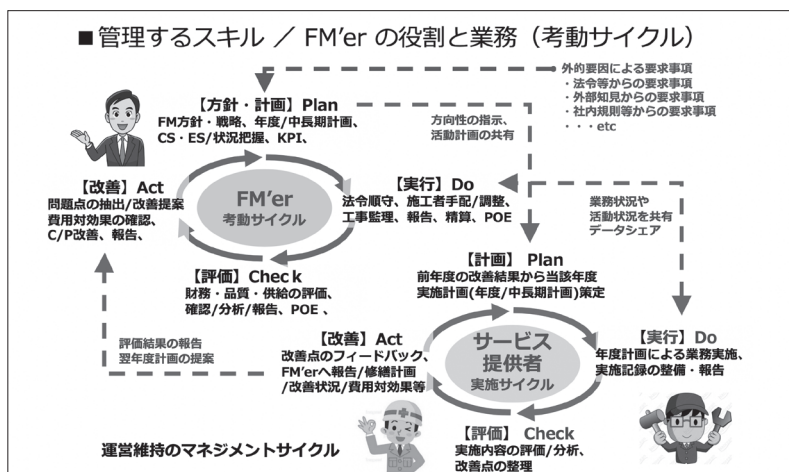 ■管理するスキル ／ FM'er の役割と業務（考動サイクル）
外的要因による要求事項
・法令等からの要求事項
・外部知見からの要求事項
・社内規則等からの要求事項
・・・etc
【方針・計画】Plan
FM方針・戦略、年度/中長期計画、
CS・ES/状況把握、KPI、
方向性の指示、
活動計画の共有
【改善】Act
問題点の抽出/改善提案
費用対効果の確認、
C/P改善、報告、
FM'er
考動サイクル
【実行】Do
法令順守、施工者手配/調整、
工事監理、報告、精算、POE
業務状況や
活動状況を共有
データシェア
【評価】Check
財務・品質・供給の評価、
確認/分析/報告、POE 、
【計画】 Plan
前年度の改善結果から当該年度
実施計画(年度/中長期計画)策定
評価結果の報告
翌年度計画の提案
【改善】Act
改善点のフィードバック、
FM'erへ報告/修繕計画
/改善状況/費用対効果等
サービス
提供者
実施サイクル
【実行】Do
年度計画による業務実施、
実施記録の整備・報告
【評価】 Check
実施内容の評価/分析、
改善点の整理
運営維持のマネジメントサイクル